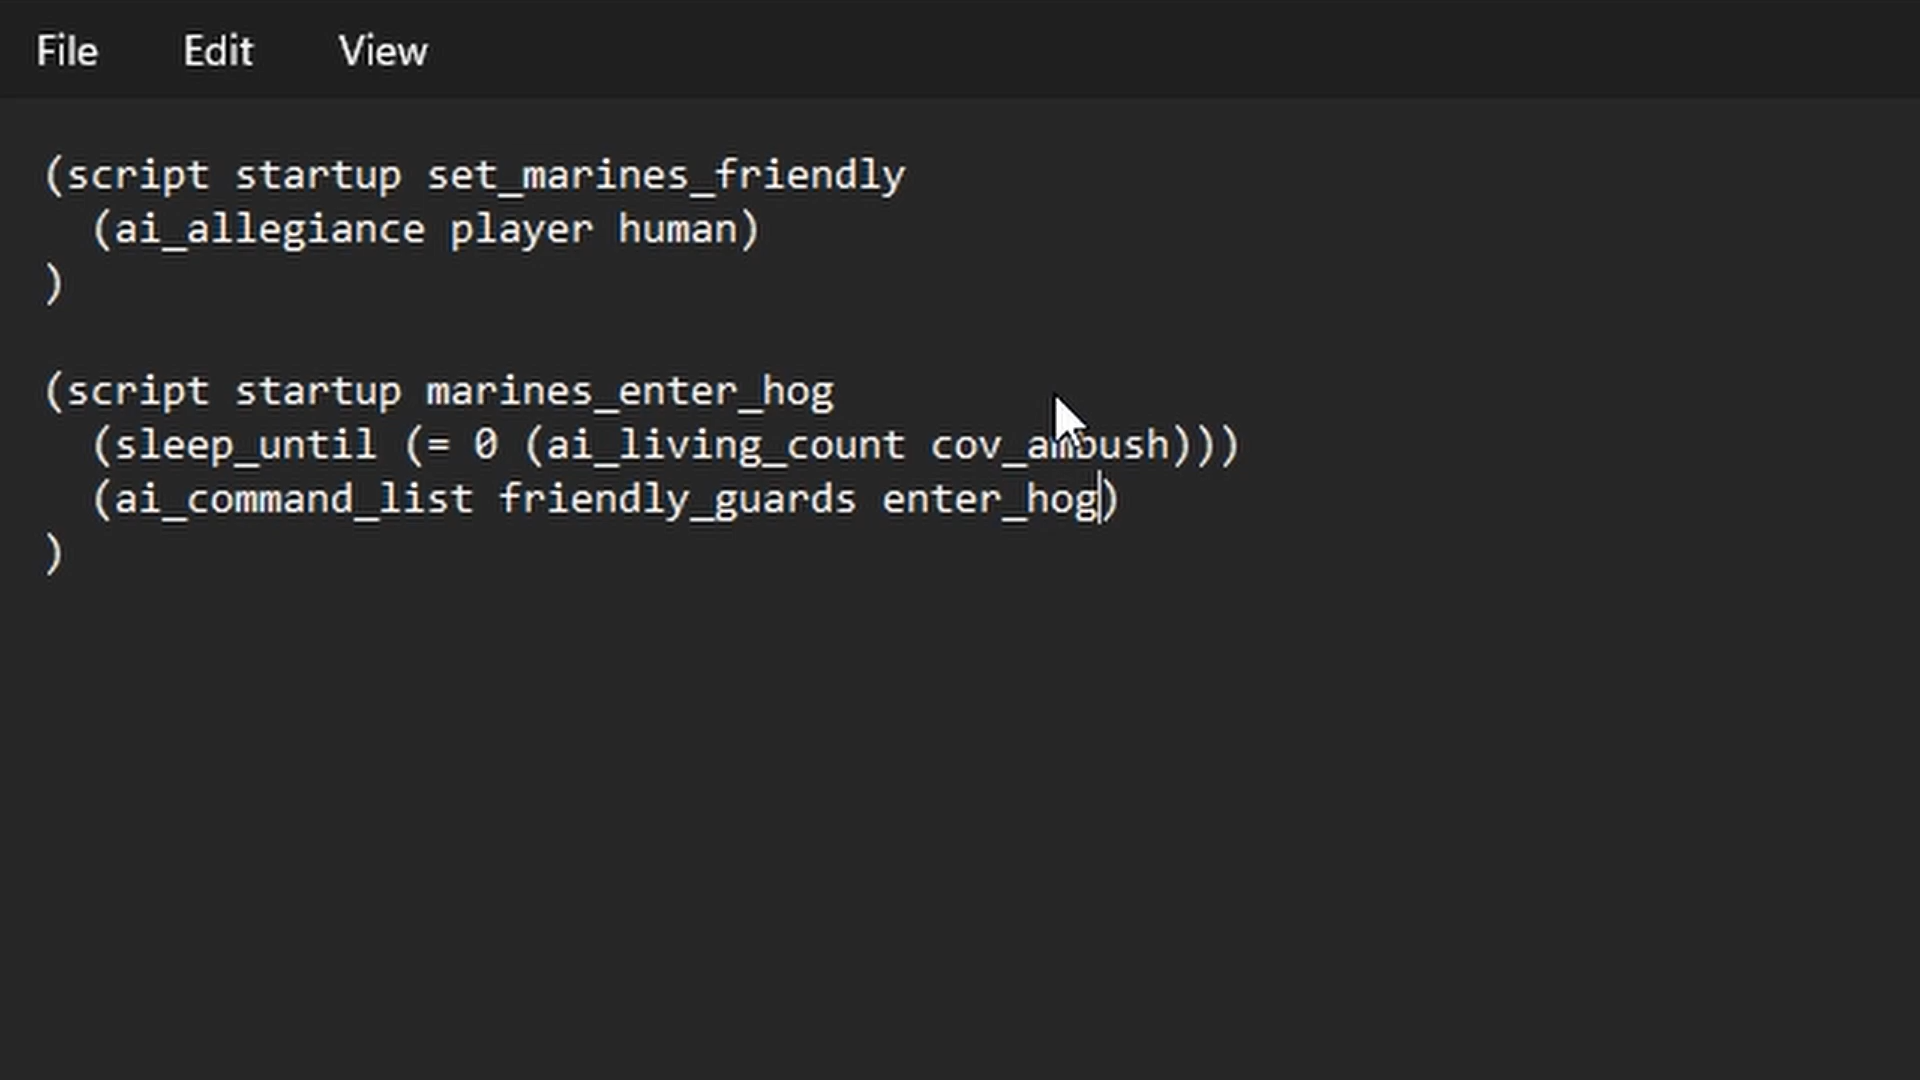 File Edit View
(script startup set_marines_friendly
  (ai_allegiance player human)
)
(script startup marines_enter_hog
  (sleep_until (= 0 (ai_living_count cov_ambush)))
  (ai_command_list friendly_guards enter_hog)
)